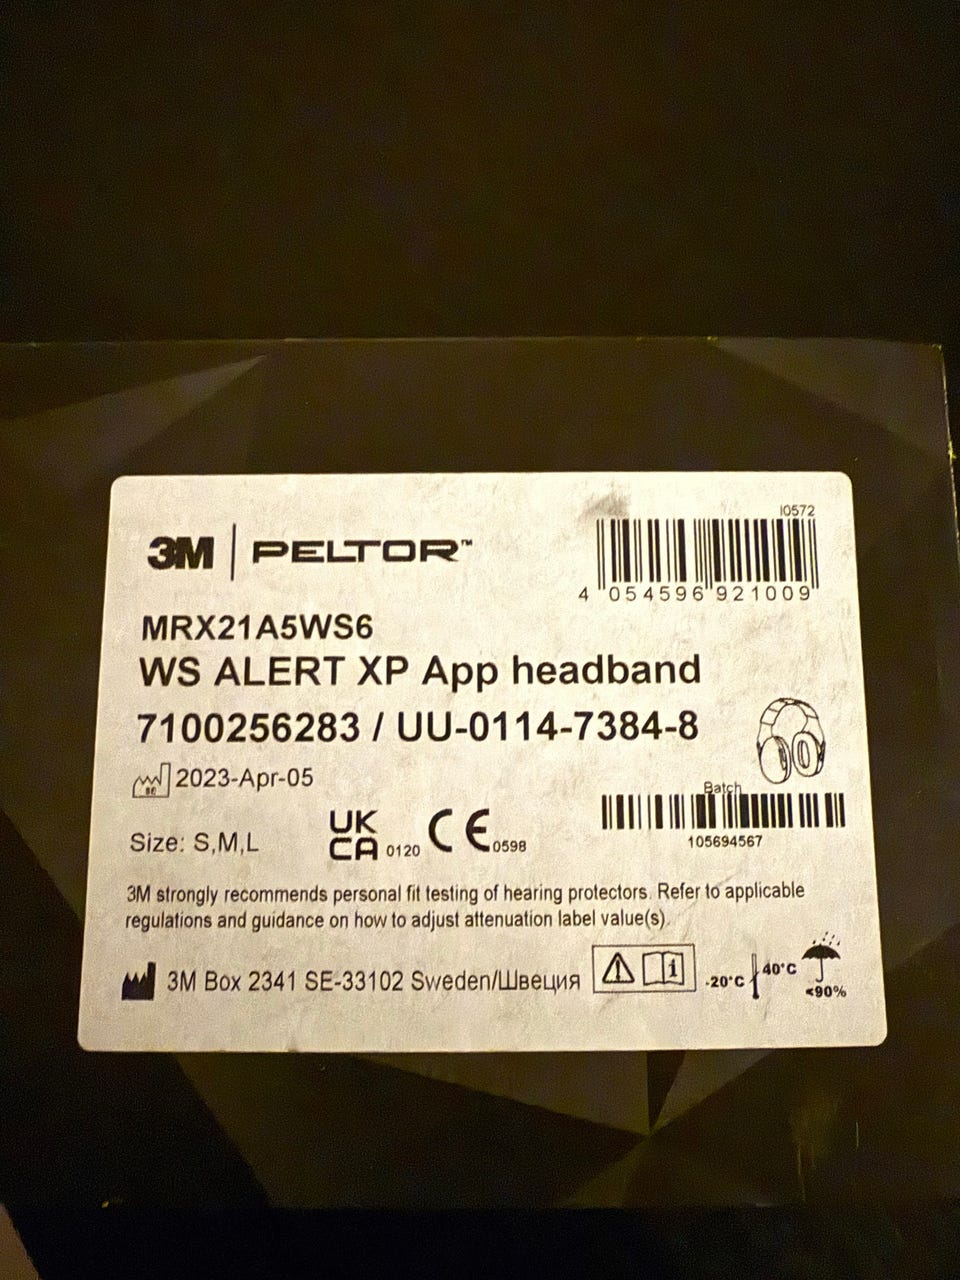 3M | PELTOR™
I0572
4 054596 921009
MRX21A5WS6
WS ALERT XP App headband
7100256283 / UU-0114-7384-8
2023-Apr-05
Batch
105694567
Size: S,M,L
UK
CA 0120 CE 0598
3M strongly recommends personal fit testing of hearing protectors. Refer to applicable
regulations and guidance on how to adjust attenuation label value(s).
3M Box 2341 SE-33102 Sweden/Швеция
-20°C 40°C
<90%